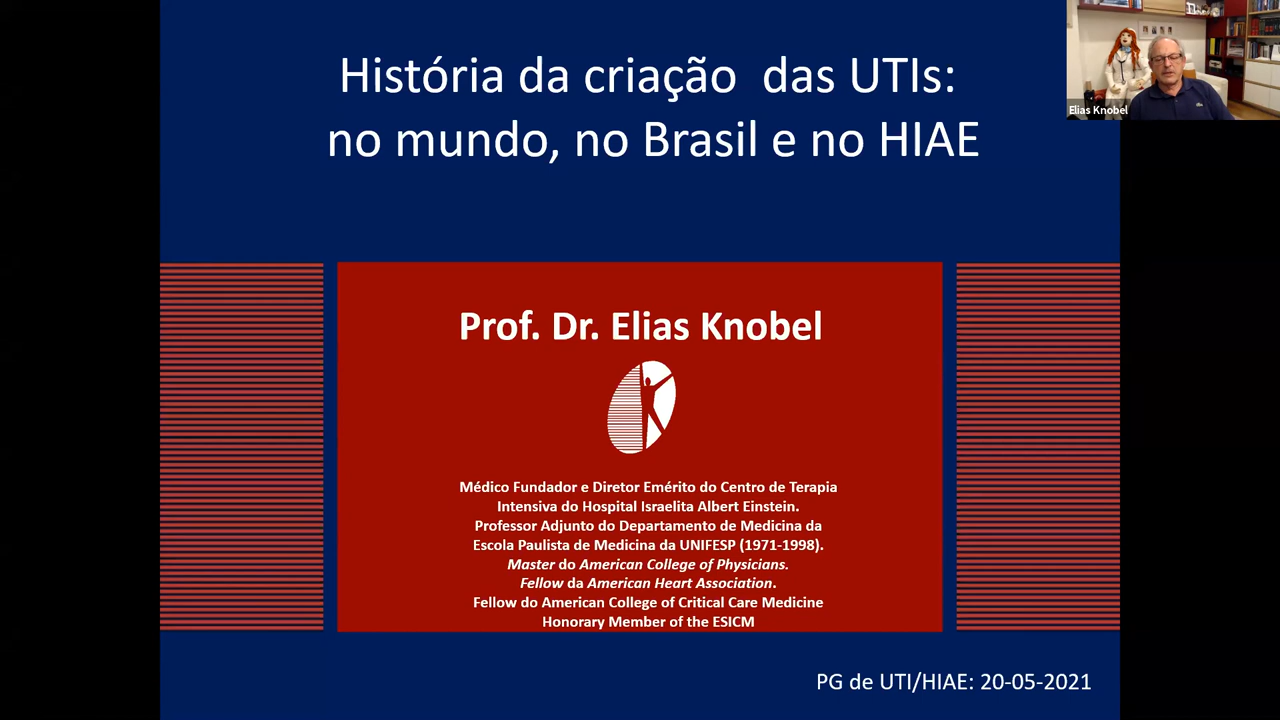 História da criação  das UTIs:
no mundo, no Brasil e no HIAE
Elias Knobel
Prof. Dr. Elias Knobel
Médico Fundador e Diretor Emérito do Centro de Terapia
Intensiva do Hospital Israelita Albert Einstein.
Professor Adjunto do Departamento de Medicina da
Escola Paulista de Medicina da UNIFESP (1971-1998).
Master do American College of Physicians.
Fellow da American Heart Association.
Fellow do American College of Critical Care Medicine
Honorary Member of the ESICM
PG de UTI/HIAE: 20-05-2021